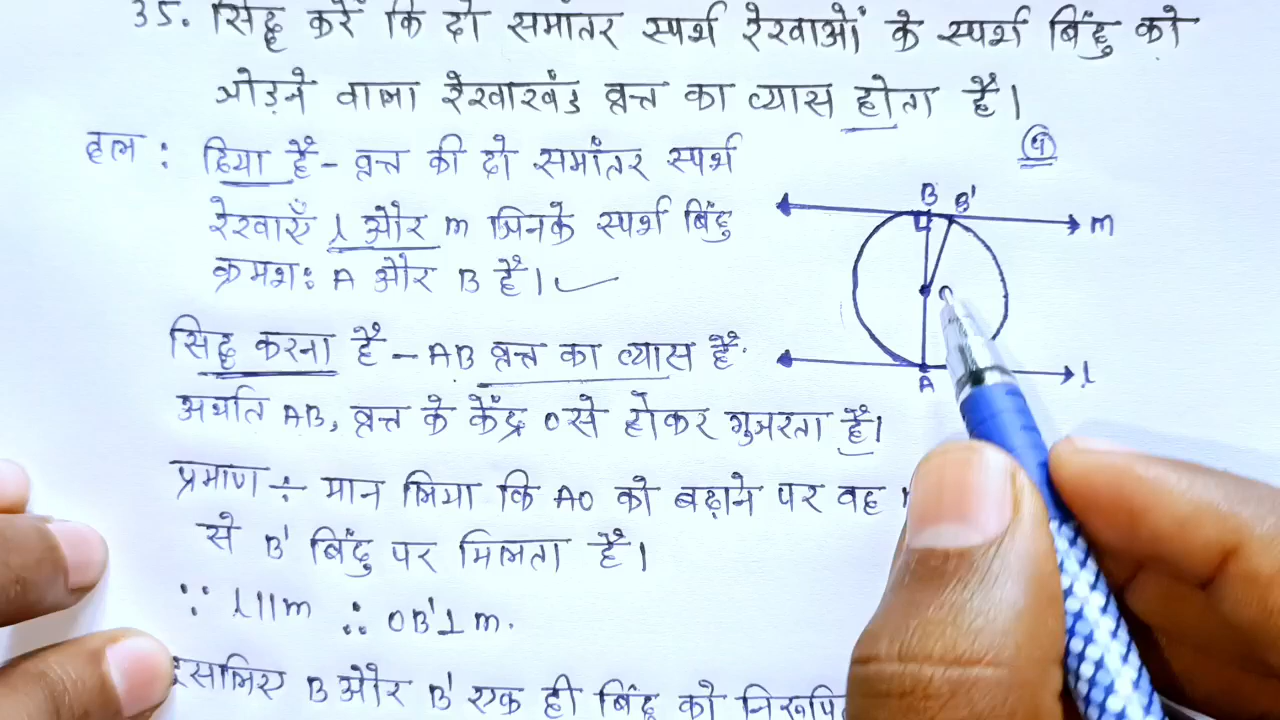 35. सिद्ध करें कि दो समांतर स्पर्श रेखाओं के स्पर्श बिंदु को
जोड़ने वाला रेखाखंड वृत्त का व्यास होता है।
हल : दिया है - वृत्त की दो समांतर स्पर्श
रेखाएँ l और m जिनके स्पर्श बिंदु
क्रमश: A और B है।
सिद्ध करना है - AB वृत्त का व्यास है
अर्थात AB, वृत्त के केंद्र O से होकर गुजरता है।
प्रमाण ÷ मान लिया कि AO को बढ़ाने पर वह
से B' बिंदु पर मिलता है।
∵ l||m ∴ OB'⊥m.
इसलिए B और B' एक ही बिंदु को
B B'
m
O
A
l